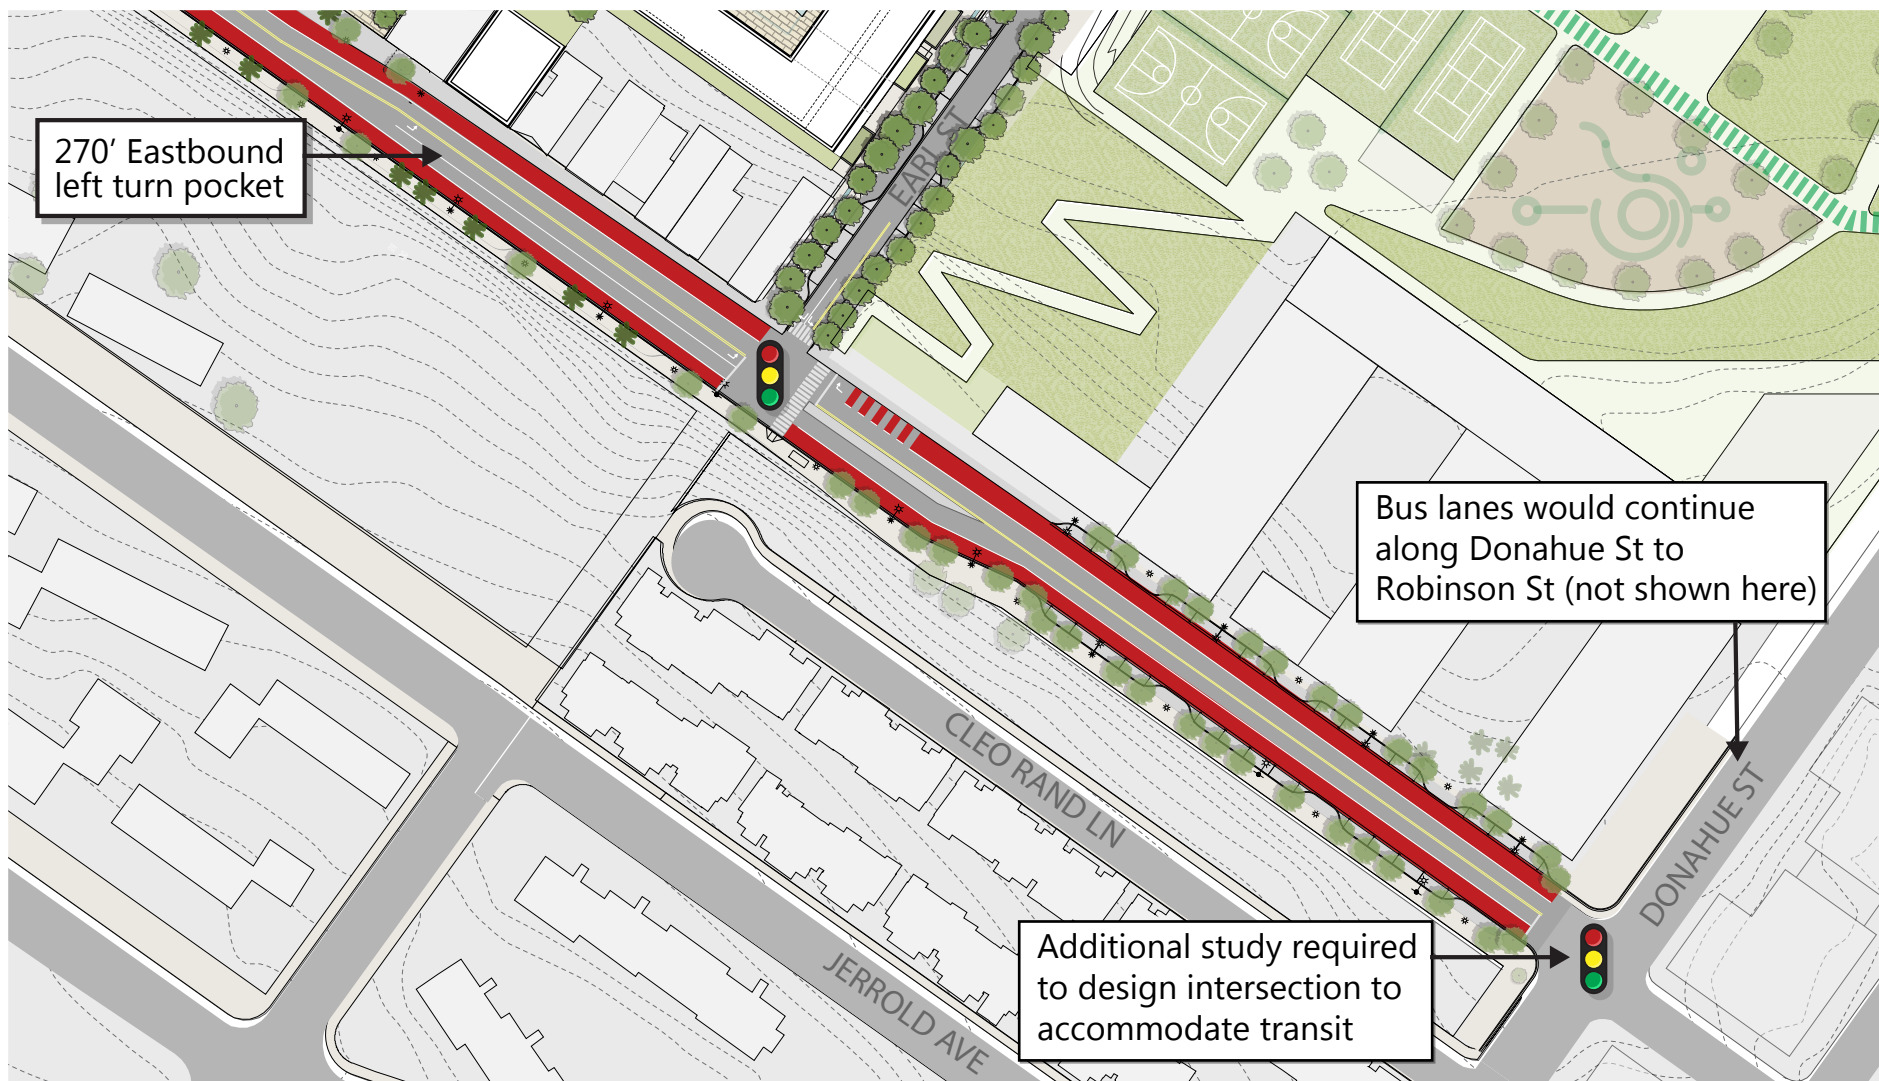 270’ Eastbound
left turn pocket
EARL ST
Bus lanes would continue
along Donahue St to
Robinson St (not shown here)
CLEO RAND LN
DONAHUE ST
Additional study required
to design intersection to
accommodate transit
JERROLD AVE